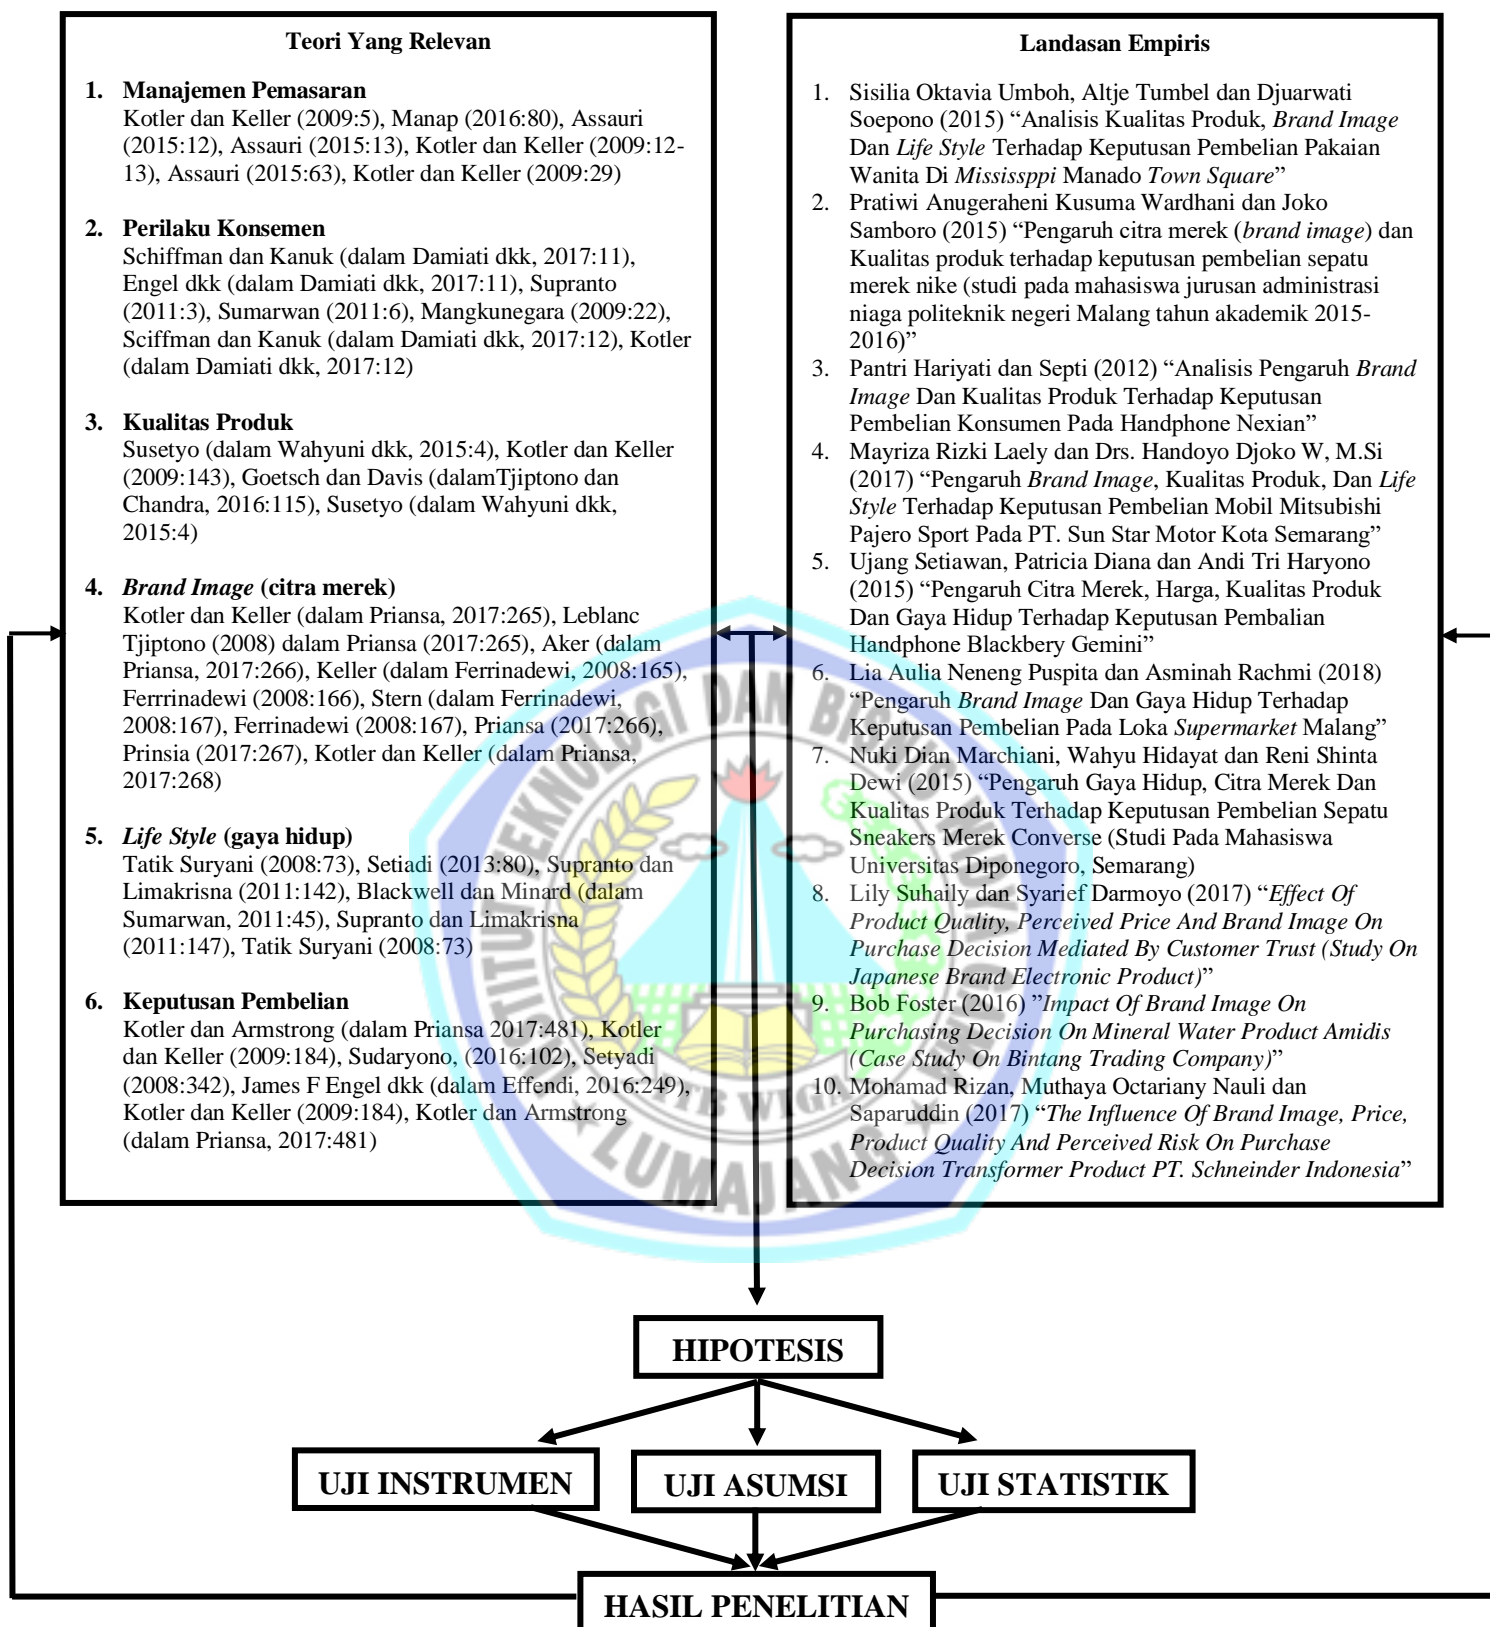 Teori Yang Relevan
1. Manajemen Pemasaran
Kotler dan Keller (2009:5), Manap (2016:80), Assauri
(2015:12), Assauri (2015:13), Kotler dan Keller (2009:12-
13), Assauri (2015:63), Kotler dan Keller (2009:29)
2. Perilaku Konsemen
Schiffman dan Kanuk (dalam Damiati dkk, 2017:11),
Engel dkk (dalam Damiati dkk, 2017:11), Supranto
(2011:3), Sumarwan (2011:6), Mangkunegara (2009:22),
Sciffman dan Kanuk (dalam Damiati dkk, 2017:12), Kotler
(dalam Damiati dkk, 2017:12)
3. Kualitas Produk
Susetyo (dalam Wahyuni dkk, 2015:4), Kotler dan Keller
(2009:143), Goetsch dan Davis (dalamTjiptono dan
Chandra, 2016:115), Susetyo (dalam Wahyuni dkk,
2015:4)
4. Brand Image (citra merek)
Kotler dan Keller (dalam Priansa, 2017:265), Leblanc
Tjiptono (2008) dalam Priansa (2017:265), Aker (dalam
Priansa, 2017:266), Keller (dalam Ferrinadewi, 2008:165),
Ferrrinadewi (2008:166), Stern (dalam Ferrinadewi,
2008:167), Ferrinadewi (2008:167), Priansa (2017:266),
Prinsia (2017:267), Kotler dan Keller (dalam Priansa,
2017:268)
5. Life Style (gaya hidup)
Tatik Suryani (2008:73), Setiadi (2013:80), Supranto dan
Limakrisna (2011:142), Blackwell dan Minard (dalam
Sumarwan, 2011:45), Supranto dan Limakrisna
(2011:147), Tatik Suryani (2008:73)
6. Keputusan Pembelian
Kotler dan Armstrong (dalam Priansa 2017:481), Kotler
dan Keller (2009:184), Sudaryono, (2016:102), Setyadi
(2008:342), James F Engel dkk (dalam Effendi, 2016:249),
Kotler dan Keller (2009:184), Kotler dan Armstrong
(dalam Priansa, 2017:481)
Landasan Empiris
1. Sisilia Oktavia Umboh, Altje Tumbel dan Djuarwati
Soepono (2015) “Analisis Kualitas Produk, Brand Image
Dan Life Style Terhadap Keputusan Pembelian Pakaian
Wanita Di Mississppi Manado Town Square”
2. Pratiwi Anugeraheni Kusuma Wardhani dan Joko
Samboro (2015) “Pengaruh citra merek (brand image) dan
Kualitas produk terhadap keputusan pembelian sepatu
merek nike (studi pada mahasiswa jurusan administrasi
niaga politeknik negeri Malang tahun akademik 2015-
2016)”
3. Pantri Hariyati dan Septi (2012) “Analisis Pengaruh Brand
Image Dan Kualitas Produk Terhadap Keputusan
Pembelian Konsumen Pada Handphone Nexian”
4. Mayriza Rizki Laely dan Drs. Handoyo Djoko W, M.Si
(2017) “Pengaruh Brand Image, Kualitas Produk, Dan Life
Style Terhadap Keputusan Pembelian Mobil Mitsubishi
Pajero Sport Pada PT. Sun Star Motor Kota Semarang”
5. Ujang Setiawan, Patricia Diana dan Andi Tri Haryono
(2015) “Pengaruh Citra Merek, Harga, Kualitas Produk
Dan Gaya Hidup Terhadap Keputusan Pembalian
Handphone Blackbery Gemini”
6. Lia Aulia Neneng Puspita dan Asminah Rachmi (2018)
“Pengaruh Brand Image Dan Gaya Hidup Terhadap
Keputusan Pembelian Pada Loka Supermarket Malang”
7. Nuki Dian Marchiani, Wahyu Hidayat dan Reni Shinta
Dewi (2015) “Pengaruh Gaya Hidup, Citra Merek Dan
Kualitas Produk Terhadap Keputusan Pembelian Sepatu
Sneakers Merek Converse (Studi Pada Mahasiswa
Universitas Diponegoro, Semarang)
8. Lily Suhaily dan Syarief Darmoyo (2017) “Effect Of
Product Quality, Perceived Price And Brand Image On
Purchase Decision Mediated By Customer Trust (Study On
Japanese Brand Electronic Product)”
9. Bob Foster (2016) ”Impact Of Brand Image On
Purchasing Decision On Mineral Water Product Amidis
(Case Study On Bintang Trading Company)”
10. Mohamad Rizan, Muthaya Octariany Nauli dan
Saparuddin (2017) “The Influence Of Brand Image, Price,
Product Quality And Perceived Risk On Purchase
Decision Transformer Product PT. Schneinder Indonesia”
INSTITUT TEKNOLOGI DAN BISNIS WIDYA GAMA
ITB WIGA
LUMAJANG
HIPOTESIS
UJI INSTRUMEN
UJI ASUMSI
UJI STATISTIK
HASIL PENELITIAN